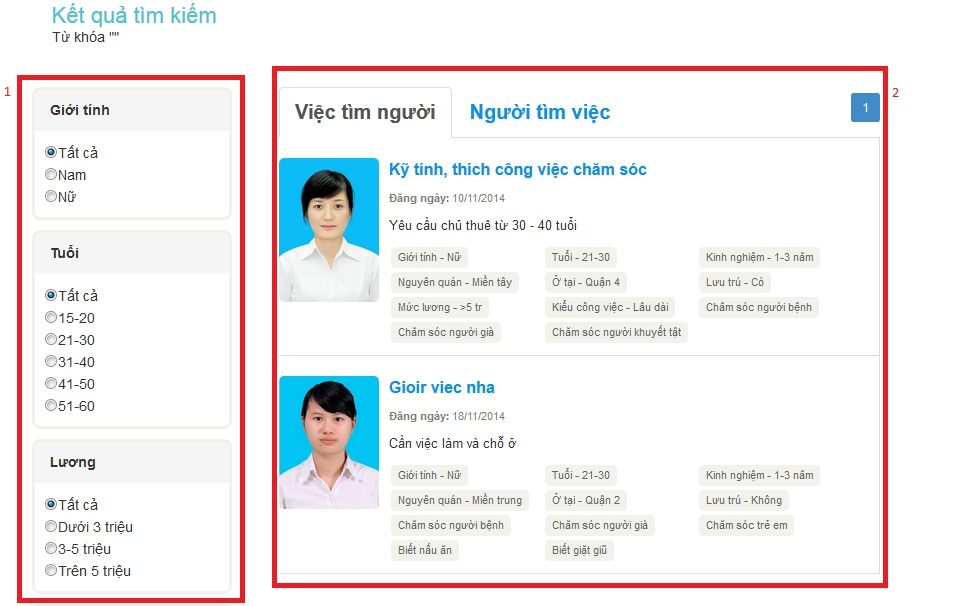 Kết quả tìm kiếm
Từ khóa ""
1
Giới tính
Tất cả
Nam
Nữ
Tuổi
Tất cả
15-20
21-30
31-40
41-50
51-60
Lương
Tất cả
Dưới 3 triệu
3-5 triệu
Trên 5 triệu
2
Việc tìm người Người tìm việc 1
Kỹ tính, thích công việc chăm sóc
Đăng ngày: 10/11/2014
Yêu cầu chủ thuê từ 30 - 40 tuổi
Giới tính - Nữ Tuổi - 21-30 Kinh nghiệm - 1-3 năm
Nguyên quán - Miền tây Ở tại - Quận 4 Lưu trú - Có
Mức lương - >5 tr Kiểu công việc - Lâu dài Chăm sóc người bệnh
Chăm sóc người già Chăm sóc người khuyết tật
Gioir viec nha
Đăng ngày: 18/11/2014
Cần việc làm và chỗ ở
Giới tính - Nữ Tuổi - 21-30 Kinh nghiệm - 1-3 năm
Nguyên quán - Miền trung Ở tại - Quận 2 Lưu trú - Không
Chăm sóc người bệnh Chăm sóc người già Chăm sóc trẻ em
Biết nấu ăn Biết giặt giũ